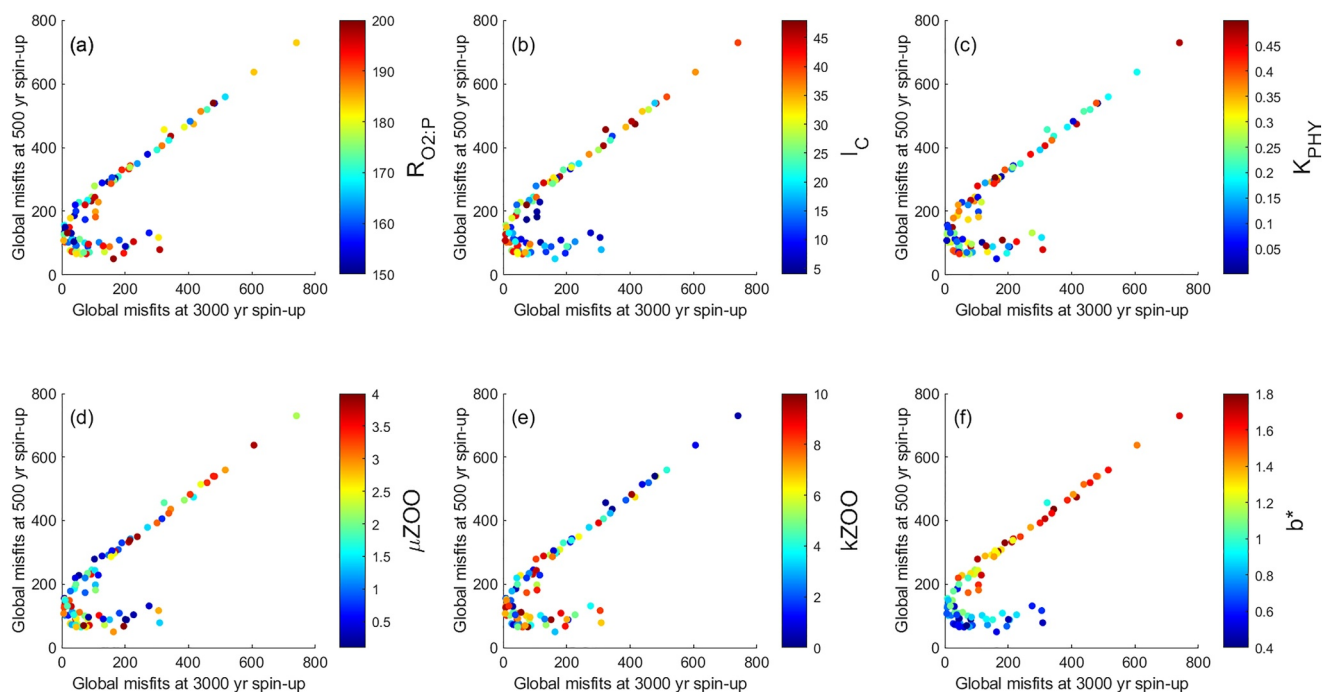 (a)
800
600
400
200
0
Global misfits at 500 yr spin-up
0 200 400 600 800
Global misfits at 3000 yr spin-up
200
190
180
170
160
150
R_O2:P
(b)
800
600
400
200
0
Global misfits at 500 yr spin-up
0 200 400 600 800
Global misfits at 3000 yr spin-up
45
40
35
30
25
20
15
10
5
I_C
(c)
800
600
400
200
0
Global misfits at 500 yr spin-up
0 200 400 600 800
Global misfits at 3000 yr spin-up
0.45
0.4
0.35
0.3
0.25
0.2
0.15
0.1
0.05
K_PHY
(d)
800
600
400
200
0
Global misfits at 500 yr spin-up
0 200 400 600 800
Global misfits at 3000 yr spin-up
4
3.5
3
2.5
2
1.5
1
0.5
μZOO
(e)
800
600
400
200
0
Global misfits at 500 yr spin-up
0 200 400 600 800
Global misfits at 3000 yr spin-up
10
8
6
4
2
0
kZOO
(f)
800
600
400
200
0
Global misfits at 500 yr spin-up
0 200 400 600 800
Global misfits at 3000 yr spin-up
1.8
1.6
1.4
1.2
1
0.8
0.6
0.4
b*